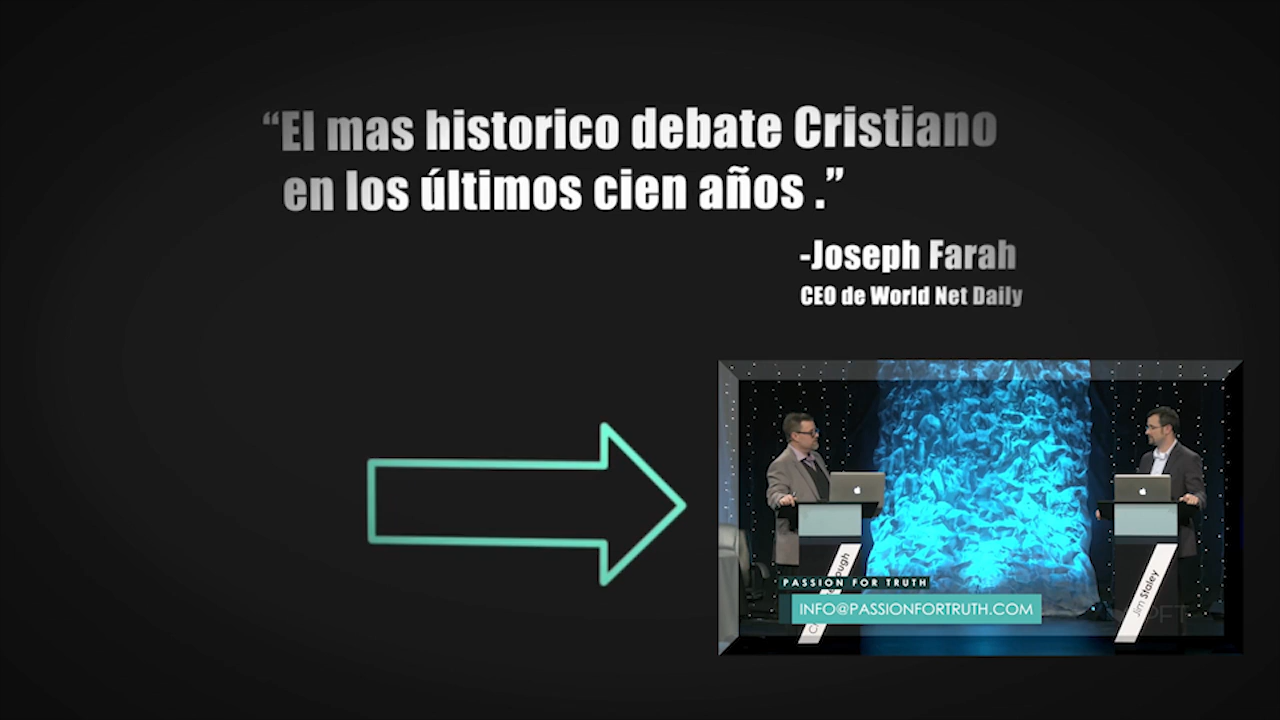 “El mas historico debate Cristiano
en los últimos cien años .”
-Joseph Farah
CEO de World Net Daily
PASSION FOR TRUTH
INFO@PASSIONFORTRUTH.COM
Jim Staley
PFT